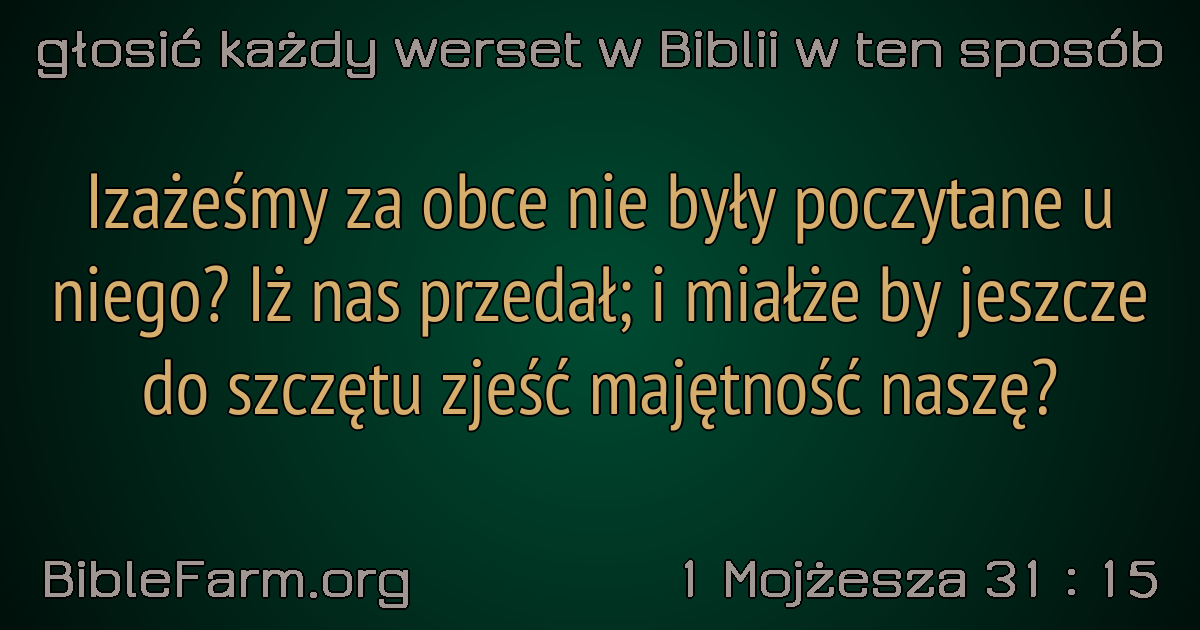 głosić każdy werset w Biblii w ten sposób
Izażeśmy za obce nie były poczytane u
niego? Iż nas przedał; i miałże by jeszcze
do szczętu zjeść majętność naszę?
BibleFarm.org
1 Mojżesza 31 : 15